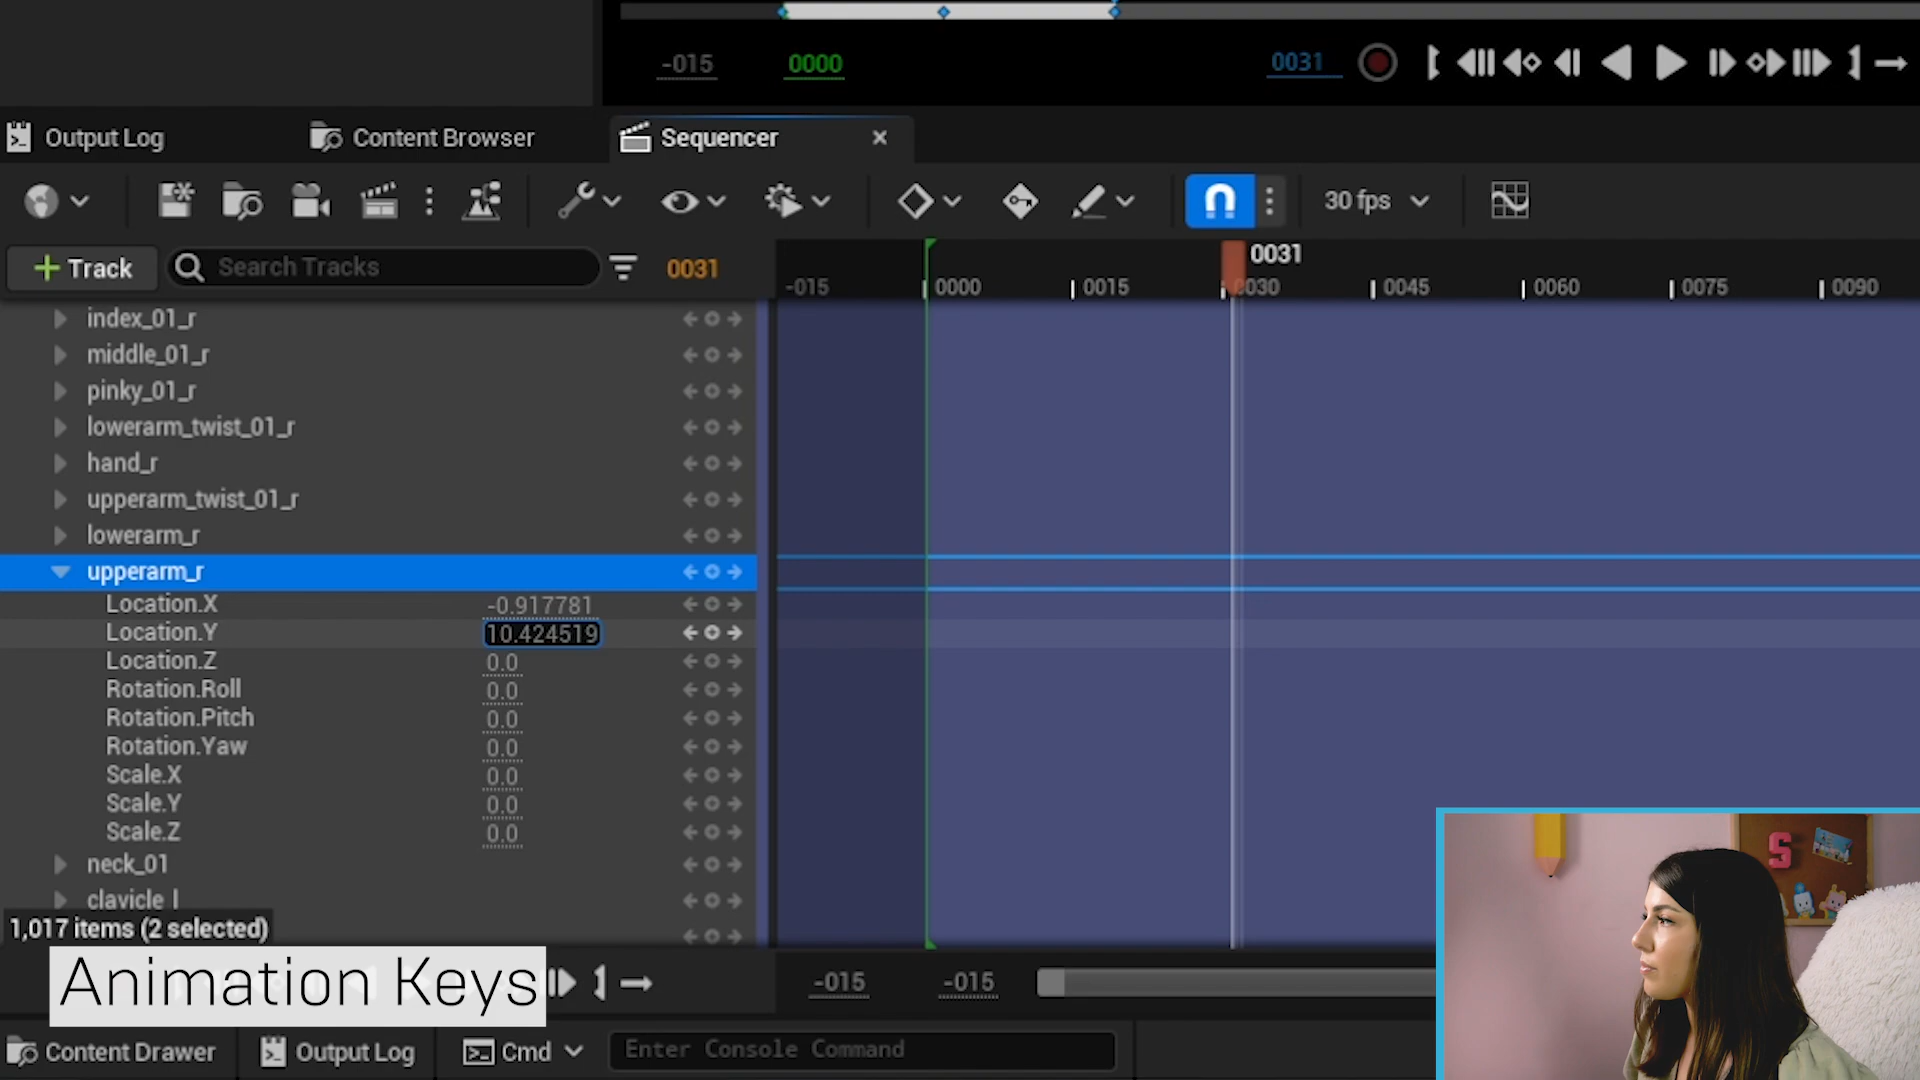 -015 0000 0031
Output Log Content Browser Sequencer
30 fps
Track Search Tracks 0031
0031
-015 0000 0015 0030 0045 0060 0075 0090
index_01_r
middle_01_r
pinky_01_r
lowerarm_twist_01_r
hand_r
upperarm_twist_01_r
lowerarm_r
upperarm_r
Location.X -0.917781
Location.Y 10.424519
Location.Z 0.0
Rotation.Roll 0.0
Rotation.Pitch 0.0
Rotation.Yaw 0.0
Scale.X 0.0
Scale.Y 0.0
Scale.Z 0.0
neck_01
clavicle_l
1,017 items (2 selected)
Animation Keys
-015 -015
Content Drawer Output Log Cmd Enter Console Command
S